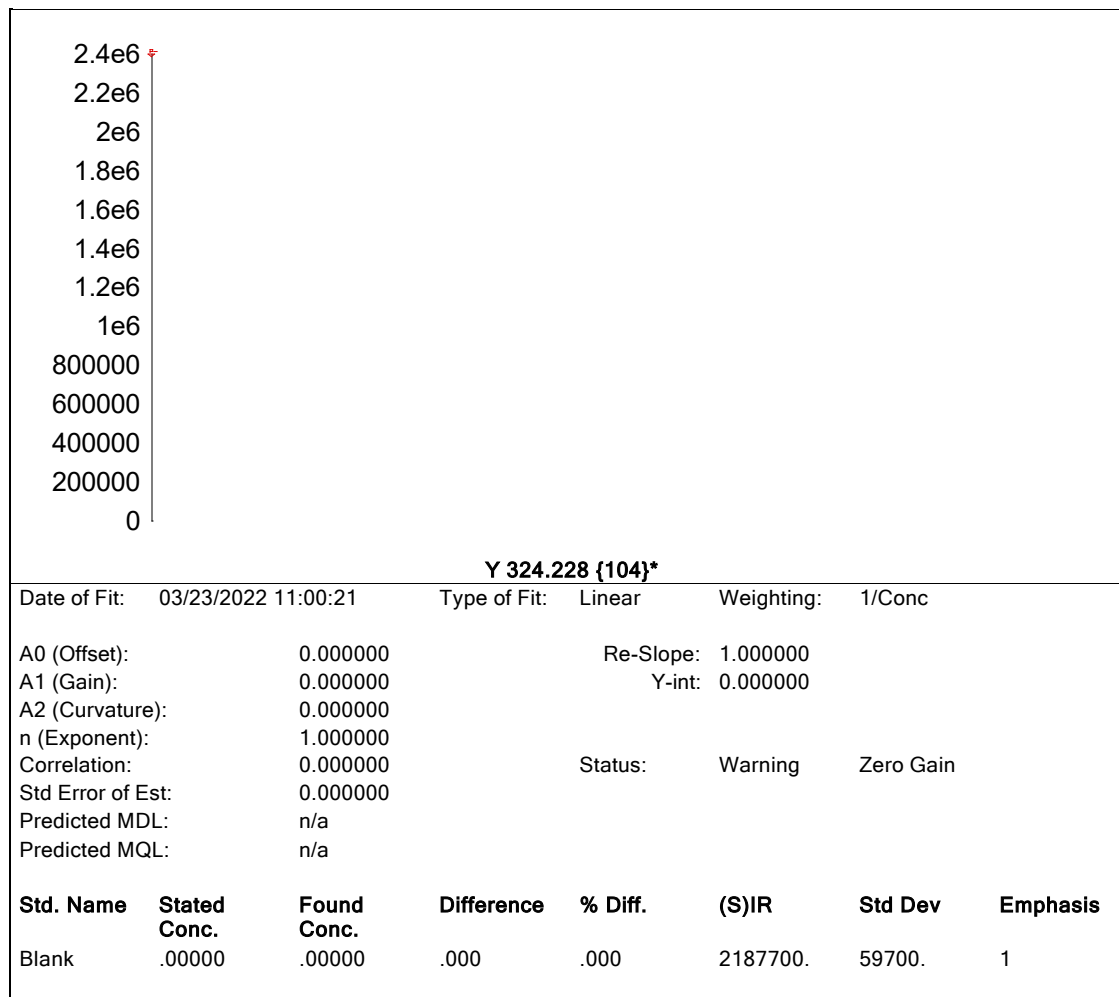 2.4e6
2.2e6
2e6
1.8e6
1.6e6
1.4e6
1.2e6
1e6
800000
600000
400000
200000
0
Y 324.228 {104}*
Date of Fit: 03/23/2022 11:00:21 Type of Fit: Linear Weighting: 1/Conc
A0 (Offset): 0.000000 Re-Slope: 1.000000
A1 (Gain): 0.000000 Y-int: 0.000000
A2 (Curvature): 0.000000
n (Exponent): 1.000000
Correlation: 0.000000 Status: Warning Zero Gain
Std Error of Est: 0.000000
Predicted MDL: n/a
Predicted MQL: n/a
Std. Name Stated Found Difference % Diff. (S)IR Std Dev Emphasis
Conc. Conc.
Blank .00000 .00000 .000 .000 2187700. 59700. 1